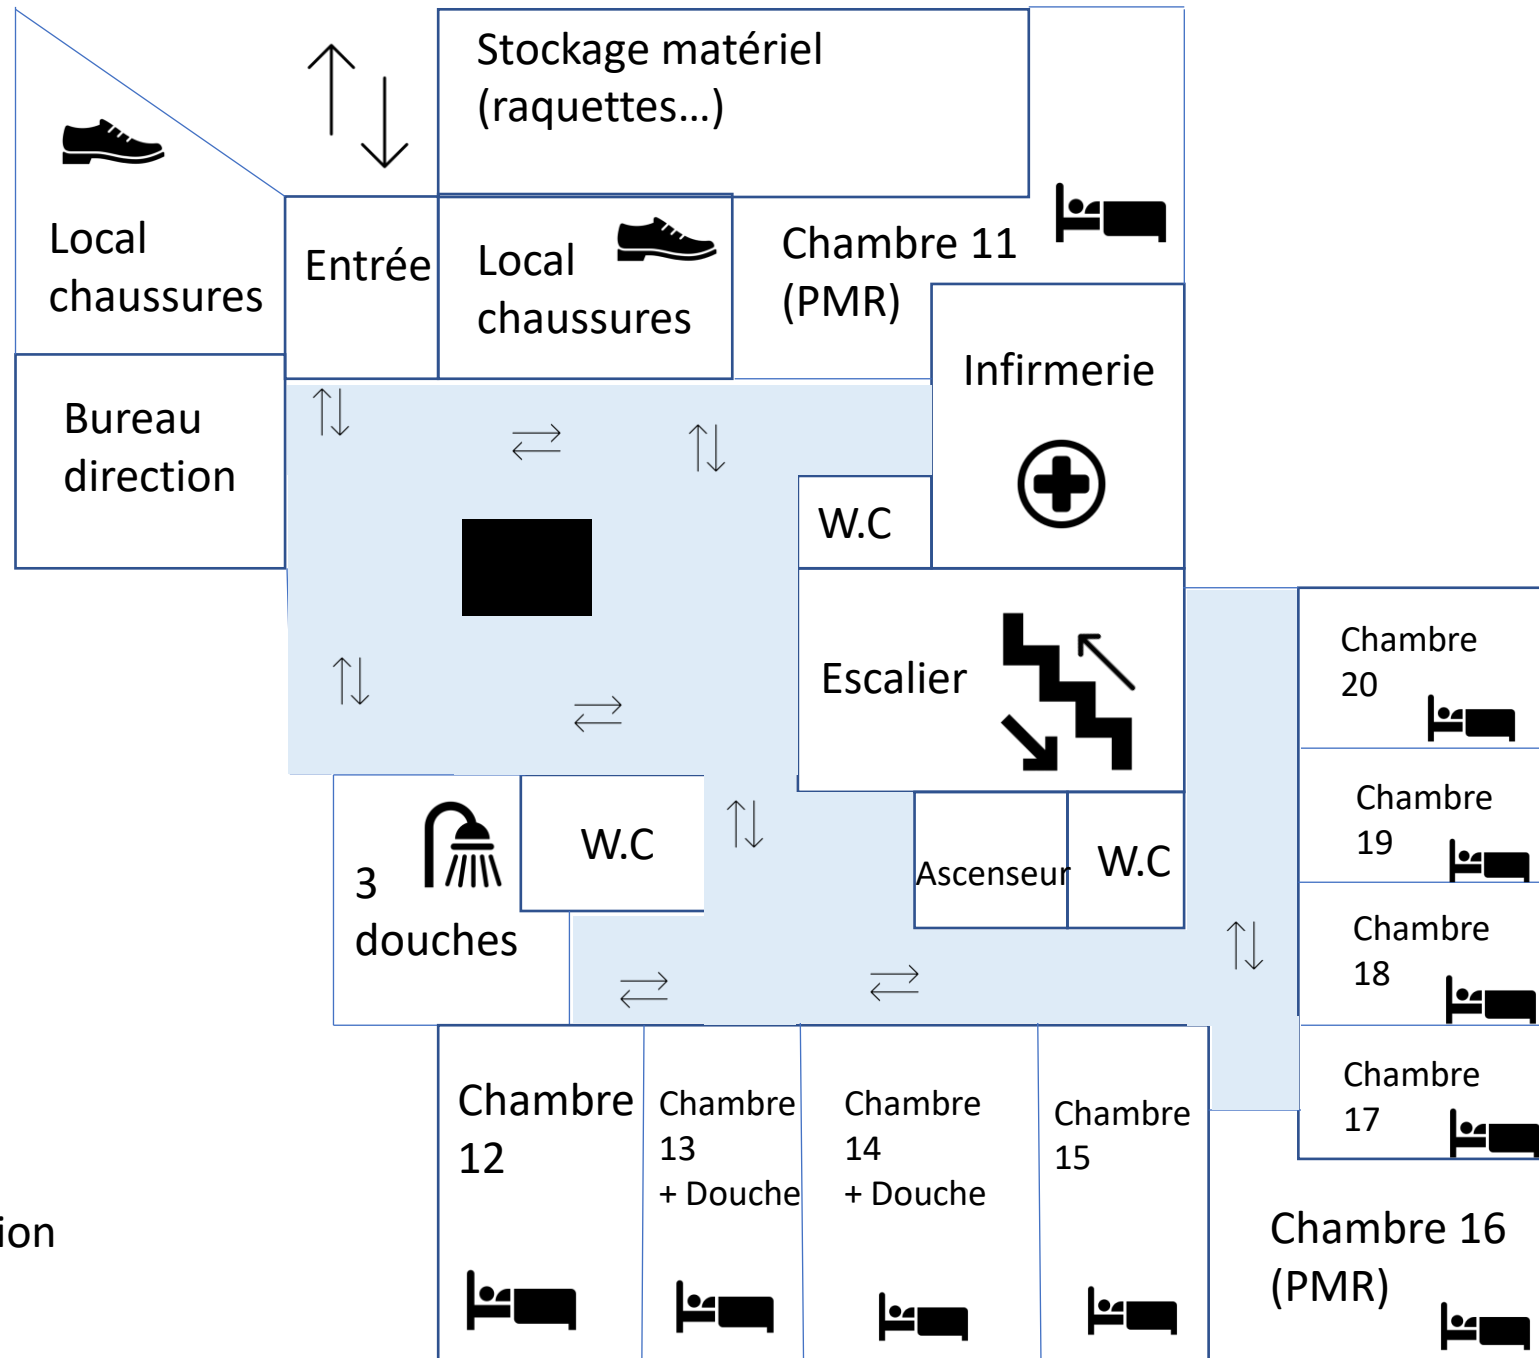 Stockage matériel
(raquettes...)
Local
chaussures
Entrée
Local
chaussures
Chambre 11
(PMR)
Infirmerie
Bureau
direction
W.C
Escalier
Chambre
20
Chambre
19
W.C
Ascenseur
W.C
3
douches
Chambre
18
Chambre
17
Chambre
12
Chambre
13
+ Douche
Chambre
14
+ Douche
Chambre
15
Chambre 16
(PMR)
ion